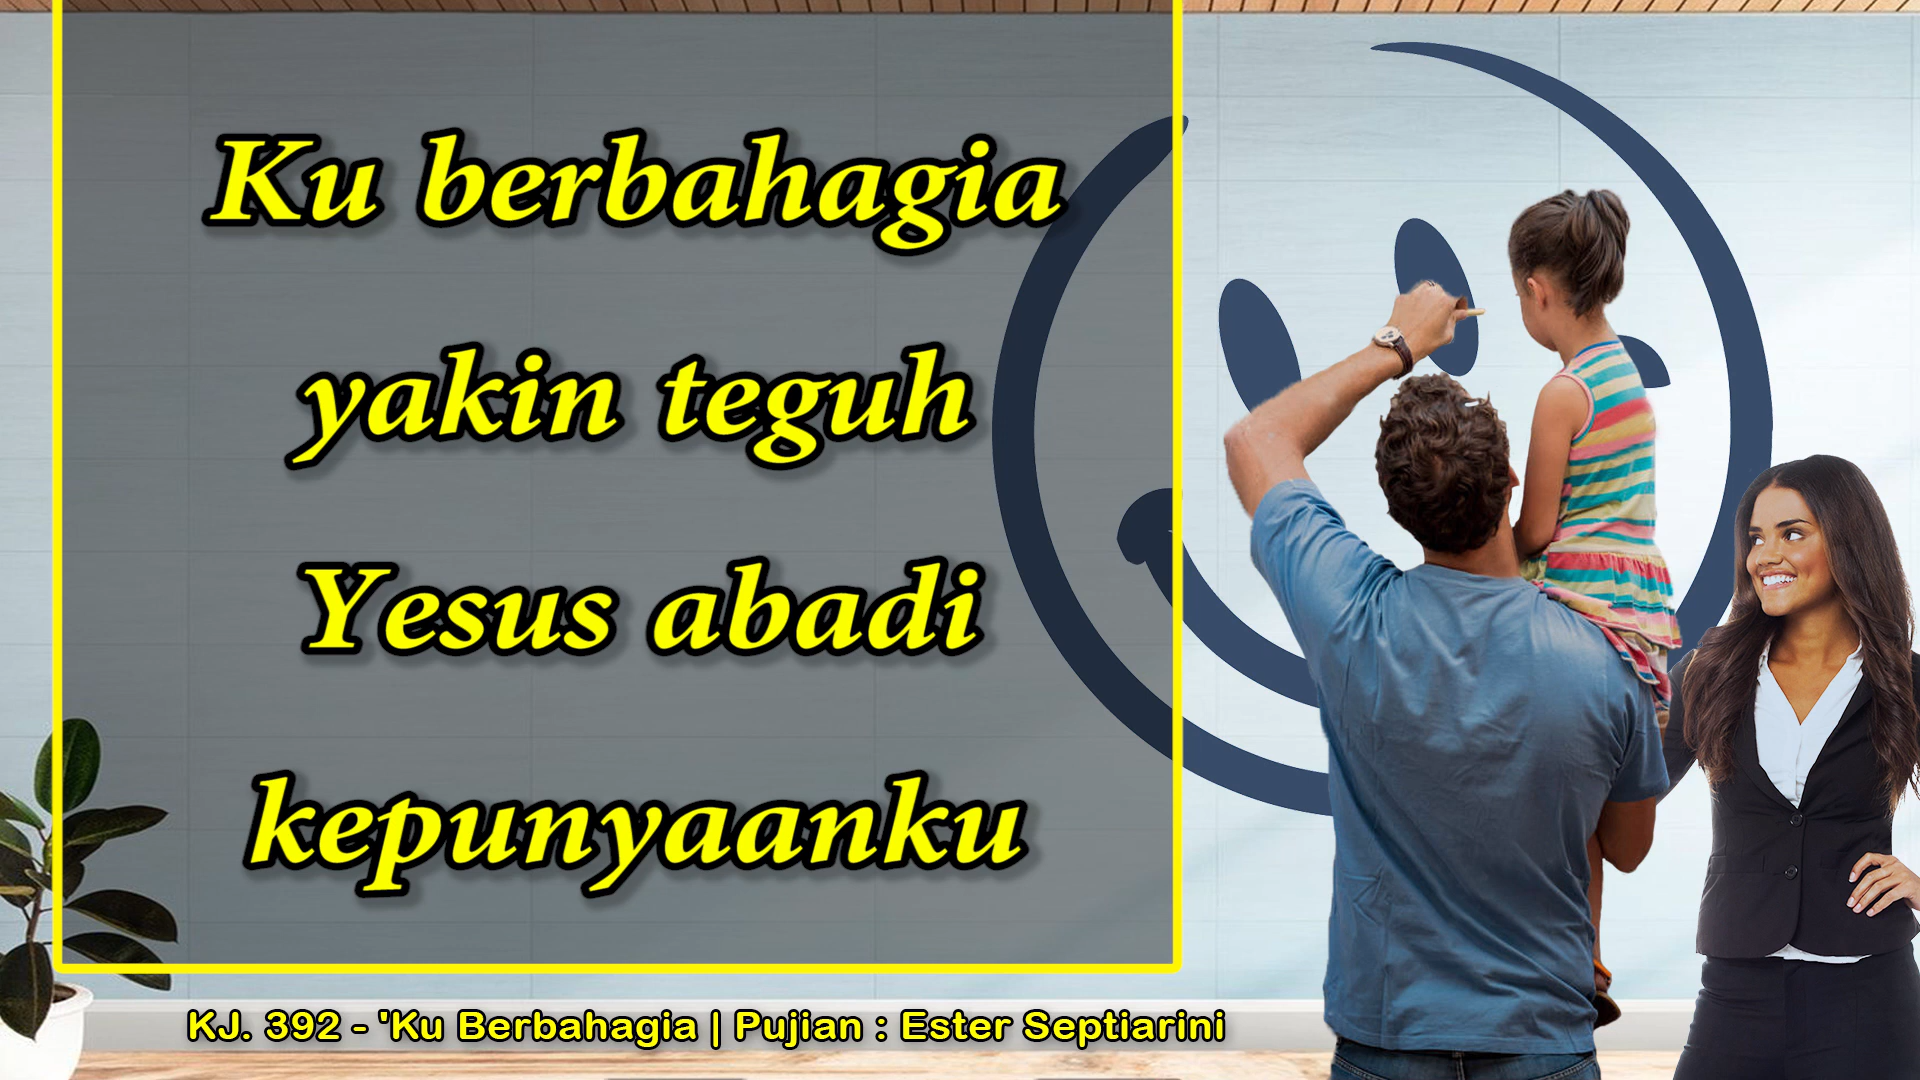 Ku berbahagia
yakin teguh
Yesus abadi
kepunyaanku
KJ. 392 - 'Ku Berbahagia | Pujian : Ester Septiarini